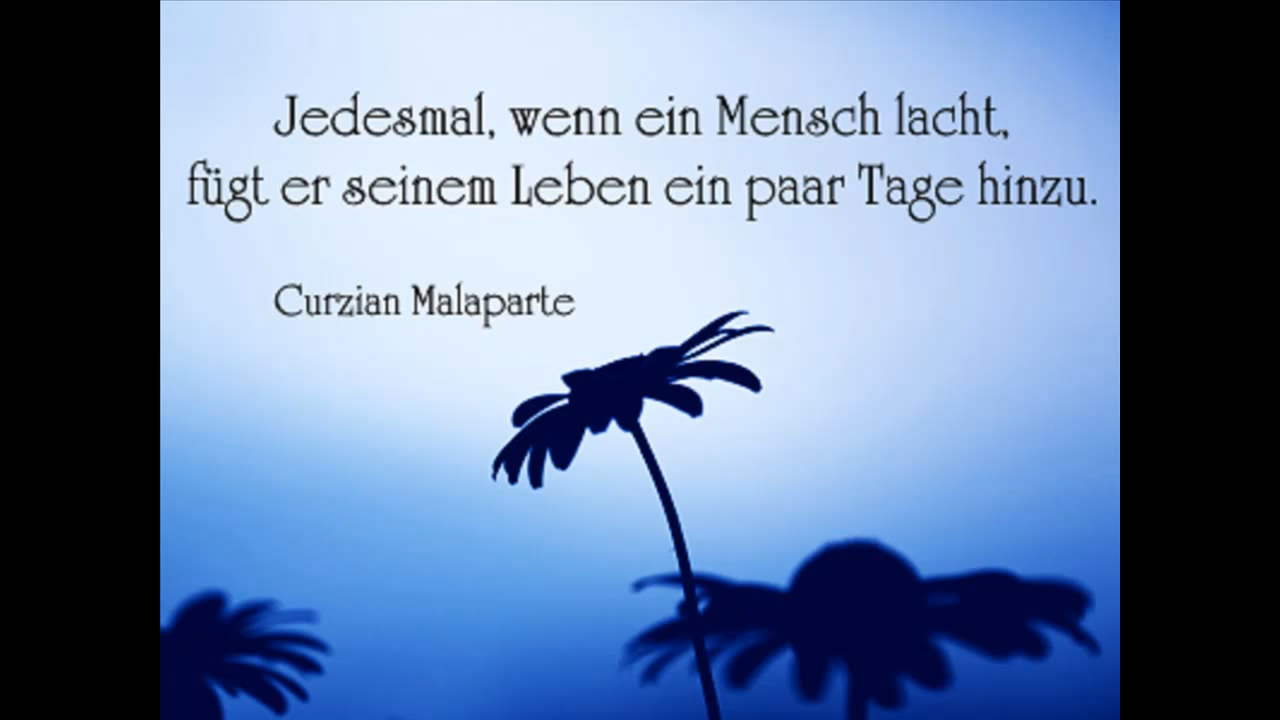 Jedesmal, wenn ein Mensch lacht,
fügt er seinem Leben ein paar Tage hinzu.
Curzian Malaparte